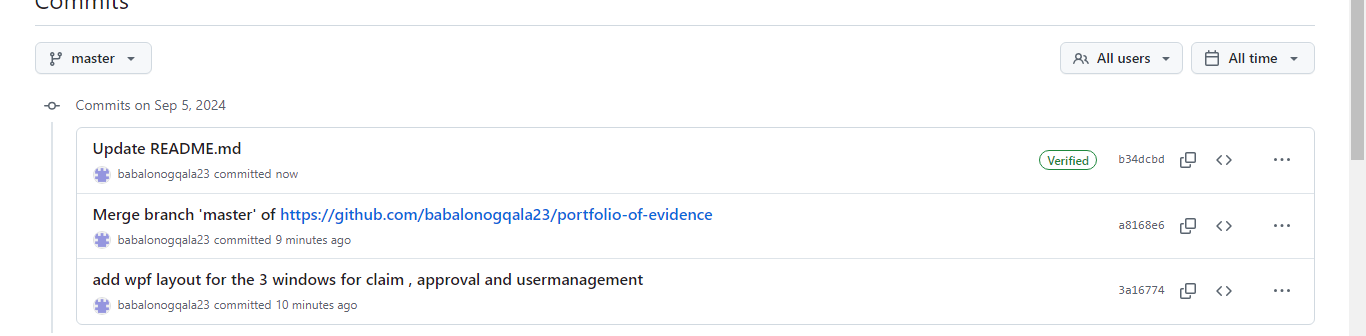 Commits
master
All users
All time
Commits on Sep 5, 2024
Update README.md
babalonogqala23 committed now
Verified
b34dcbd
Merge branch 'master' of https://github.com/babalonogqala23/portfolio-of-evidence
babalonogqala23 committed 9 minutes ago
a8168e6
add wpf layout for the 3 windows for claim , approval and usermanagement
babalonogqala23 committed 10 minutes ago
3a16774